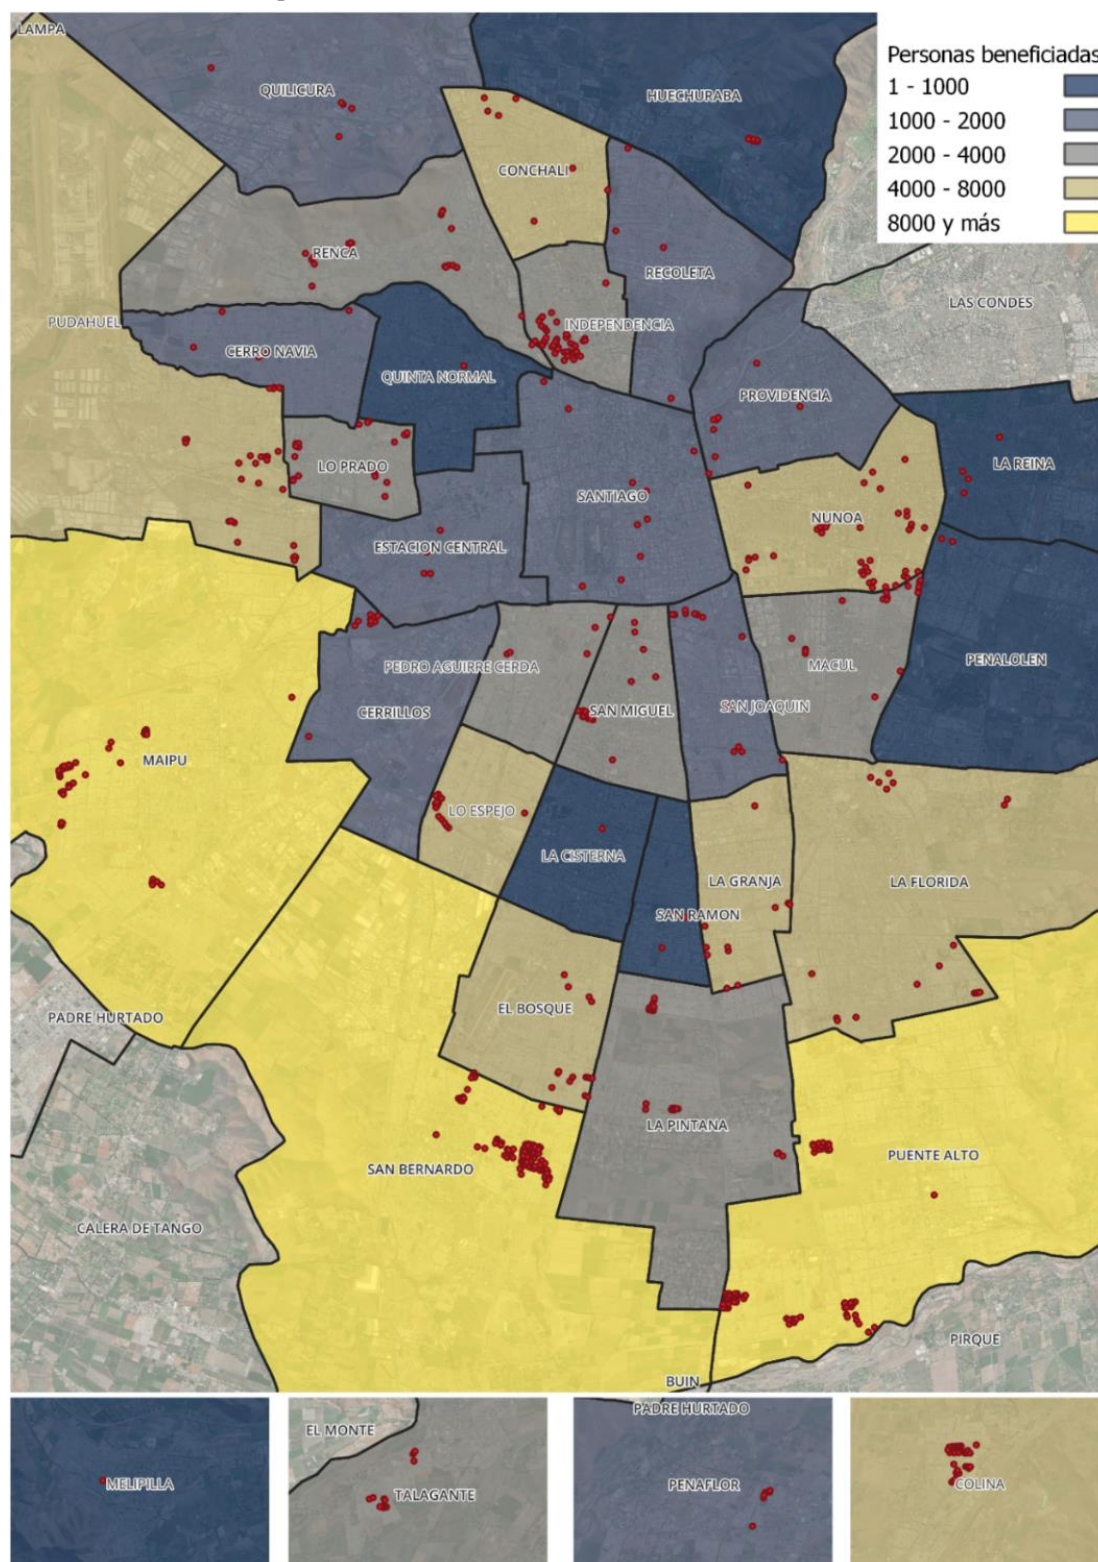 LAMPA
Personas beneficiadas
1 - 1000
1000 - 2000
2000 - 4000
4000 - 8000
8000 y más
QUILICURA
HUECHURABA
CONCHALI
RENCA
RECOLETA
LAS CONDES
PUDAHUEL
INDEPENDENCIA
CERRO NAVIA
QUINTA NORMAL
PROVIDENCIA
LO PRADO
LA REINA
SANTIAGO
NUNOA
ESTACION CENTRAL
PEDRO AGUIRRE CERDA
MACUL
PENALOLEN
CERRILLOS
SAN MIGUEL
SAN JOAQUIN
MAIPU
LO ESPEJO
LA CISTERNA
LA GRANJA
LA FLORIDA
SAN RAMON
EL BOSQUE
PADRE HURTADO
LA PINTANA
SAN BERNARDO
PUENTE ALTO
CALERA DE TANGO
PIRQUE
BUIN
MELIPILLA
EL MONTE
TALAGANTE
PADRE HURTADO
PENAFLOR
COLINA